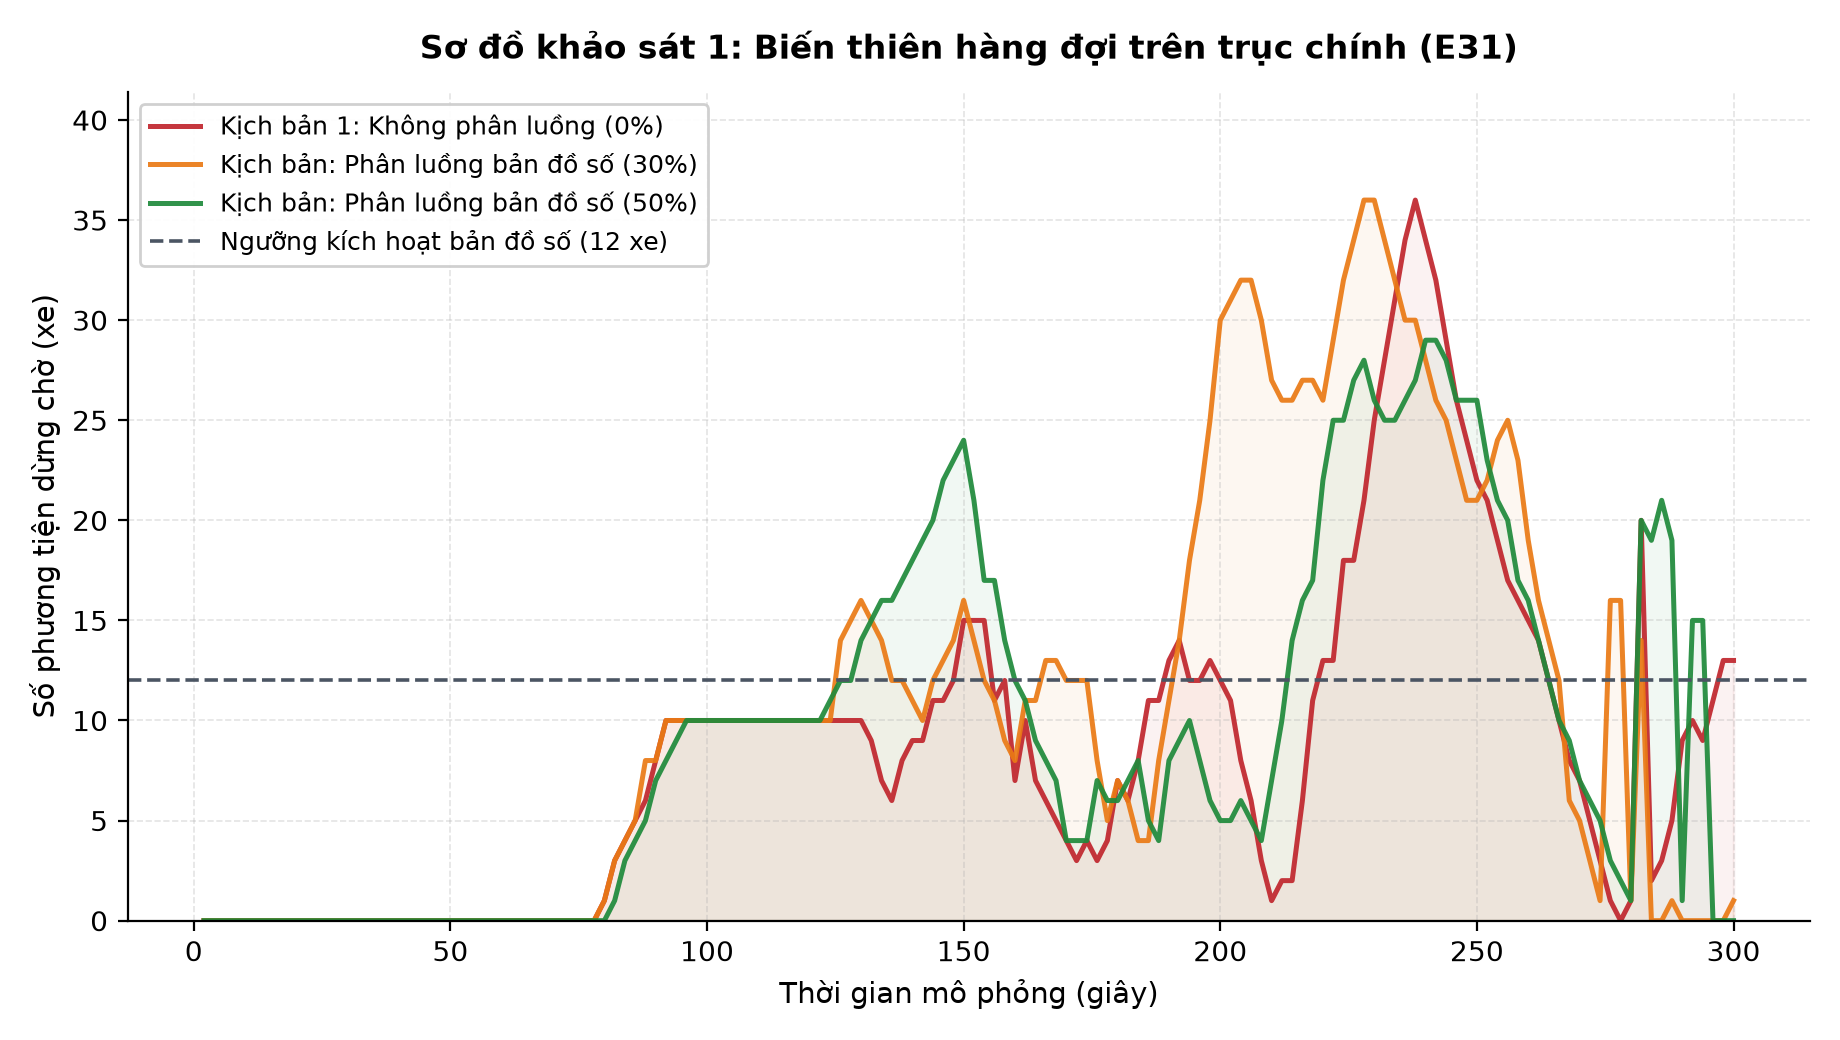 Sơ đồ khảo sát 1: Biến thiên hàng đợi trên trục chính (E31)
Kịch bản 1: Không phân luồng (0%)
Kịch bản: Phân luồng bản đồ số (30%)
Kịch bản: Phân luồng bản đồ số (50%)
Ngưỡng kích hoạt bản đồ số (12 xe)
Số phương tiện dừng chờ (xe)
40
35
30
25
20
15
10
5
0
0 50 100 150 200 250 300
Thời gian mô phỏng (giây)